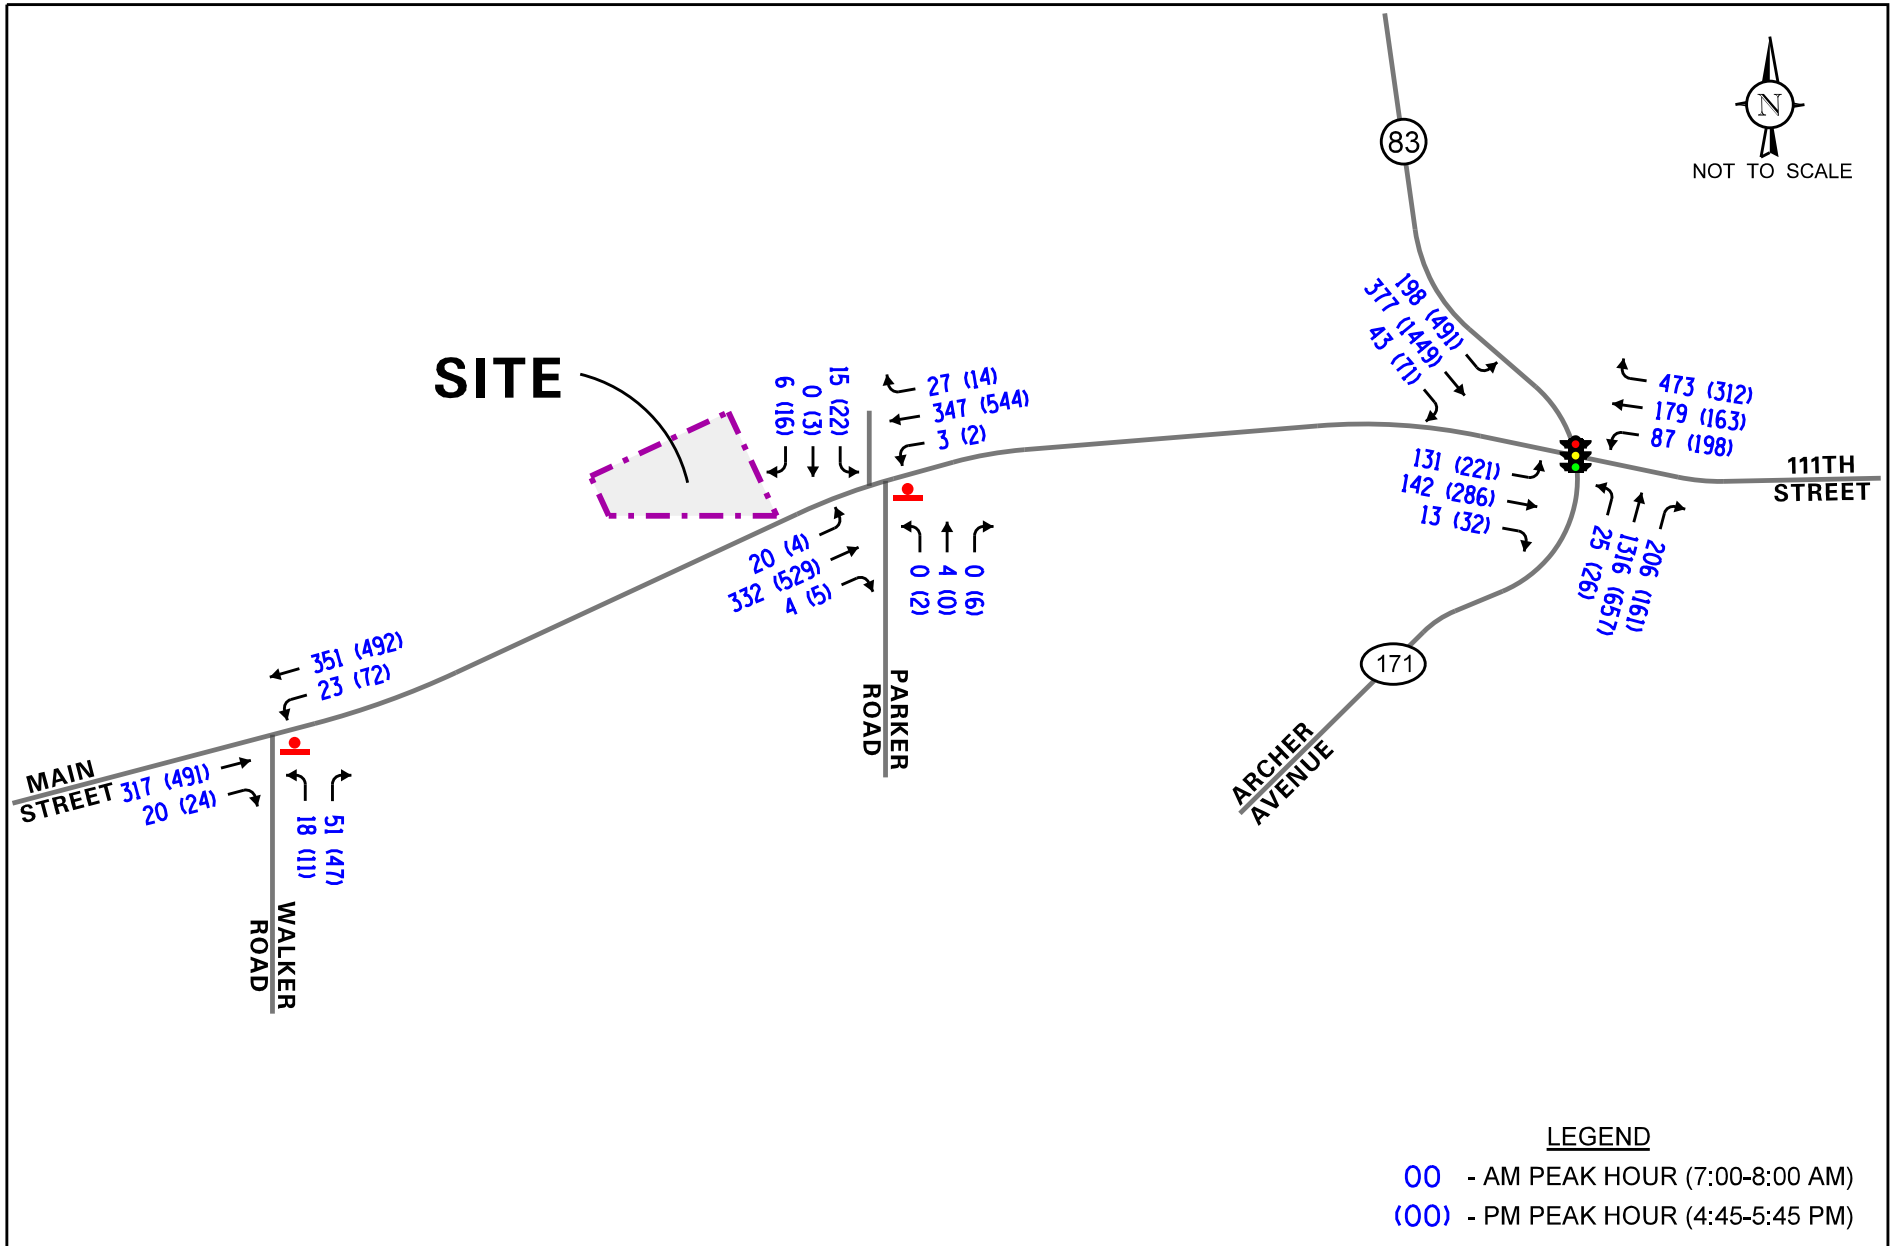 83
N
NOT TO SCALE
198 (491)
377 (1449)
43 (71)
SITE
6 (16)
0 (3)
15 (22)
27 (14)
347 (544)
3 (2)
473 (312)
179 (163)
87 (198)
131 (221)
142 (286)
13 (32)
111TH
STREET
20 (4)
332 (529)
4 (5)
0 (2)
4 (0)
0 (6)
25 (26)
1316 (657)
206 (161)
351 (492)
23 (72)
171
PARKER
ROAD
ARCHER
AVENUE
MAIN
STREET
317 (491)
20 (24)
18 (11)
51 (47)
WALKER
ROAD
LEGEND
00 - AM PEAK HOUR (7:00-8:00 AM)
(00) - PM PEAK HOUR (4:45-5:45 PM)